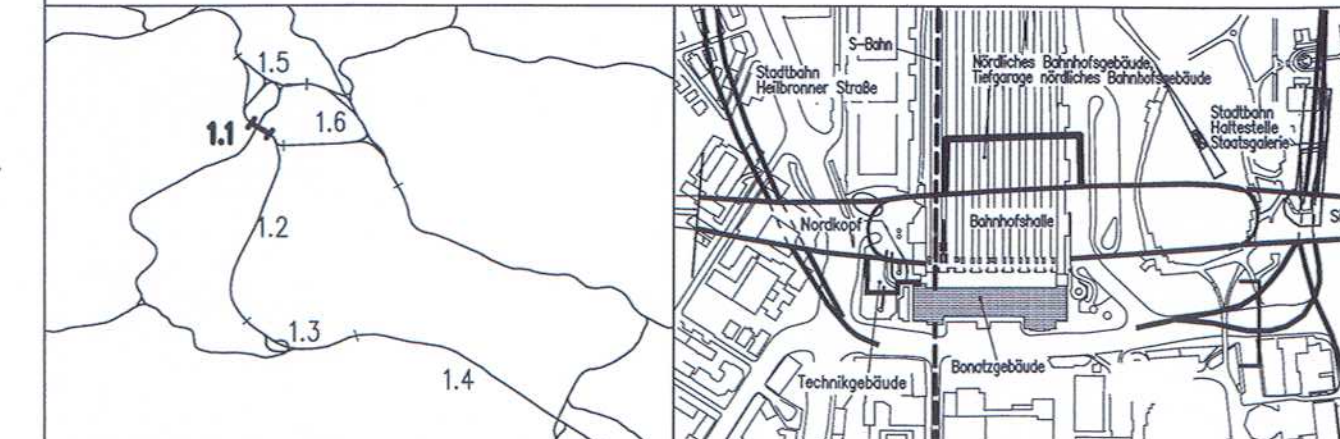 1.5
1.1
1.6
1.2
1.3
1.4
S-Bahn
Stadtbahn
Heilbronner Straße
Nördliches Bahnhofsgebäude,
Tiefgarage nördliches Bahnhofsgebäude
Stadtbahn
Haltestelle
Staatsgalerie
Nordkopf
Bahnhofshalle
S
Technikgebäude
Bonatzgebäude